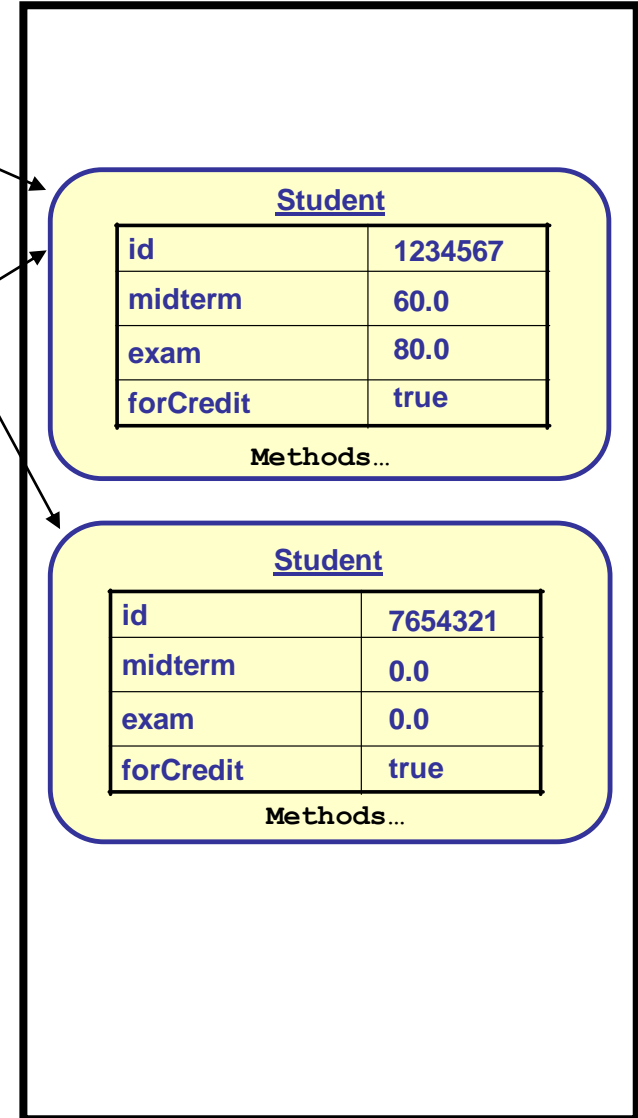 Student
id 1234567
midterm 60.0
exam 80.0
forCredit true
Methods…
Student
id 7654321
midterm 0.0
exam 0.0
forCredit true
Methods…